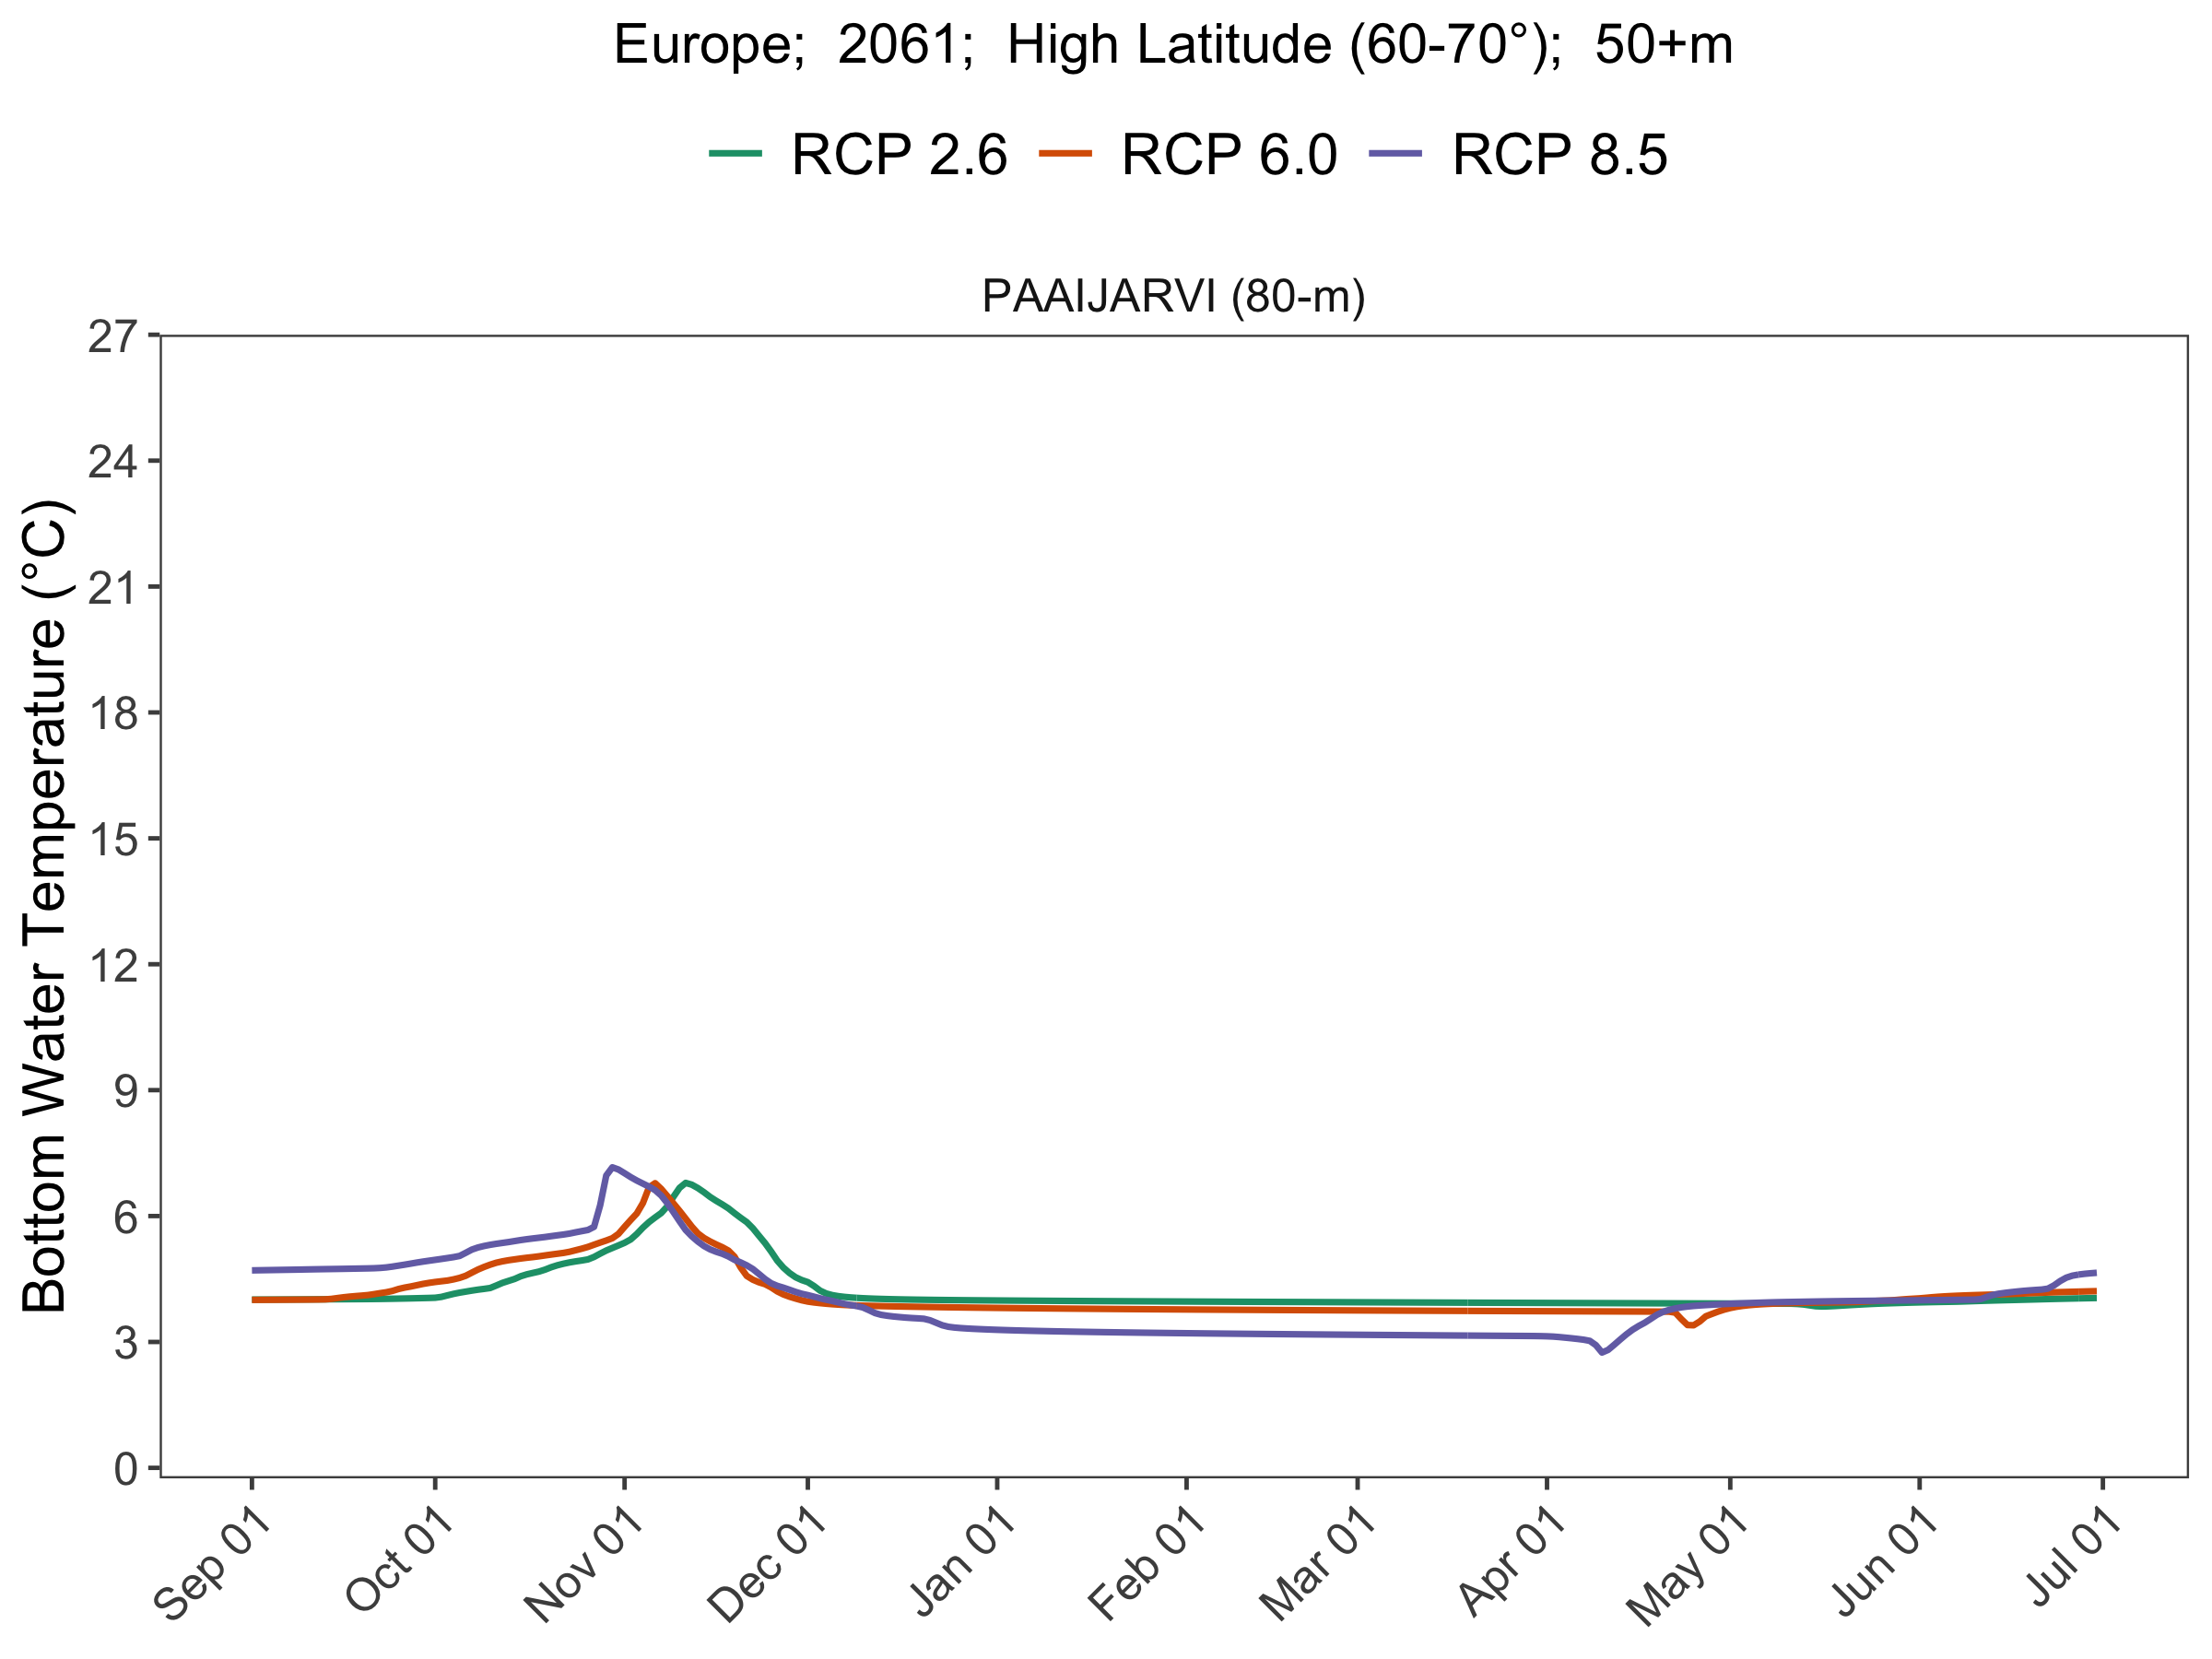 Europe;  2061;  High Latitude (60-70°);  50+m
RCP 2.6 RCP 6.0 RCP 8.5
PAAIJARVI (80-m)
Bottom Water Temperature (°C)
27
24
21
18
15
12
9
6
3
0
Sep 01 Oct 01 Nov 01 Dec 01 Jan 01 Feb 01 Mar 01 Apr 01 May 01 Jun 01 Jul 01